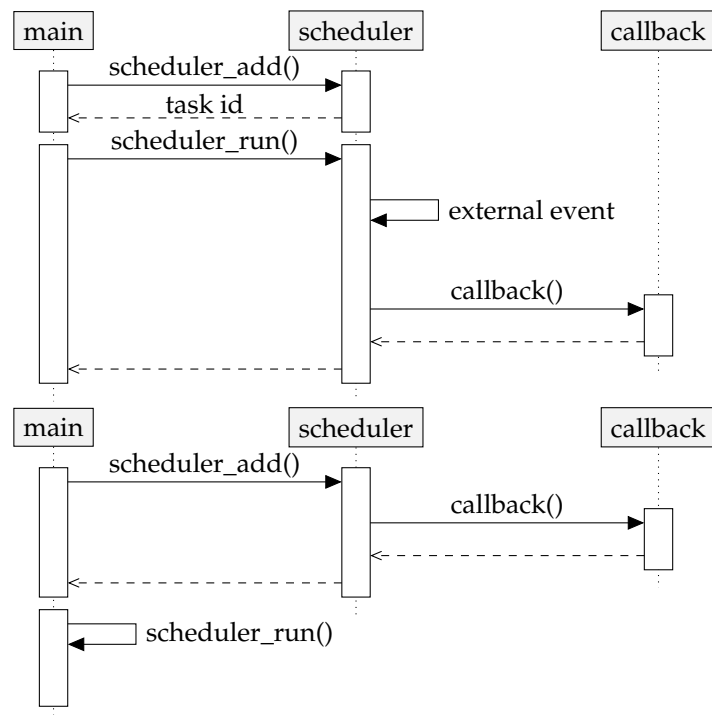 main scheduler callback
scheduler_add()
task id
scheduler_run()
external event
callback()
main scheduler callback
scheduler_add()
callback()
scheduler_run()